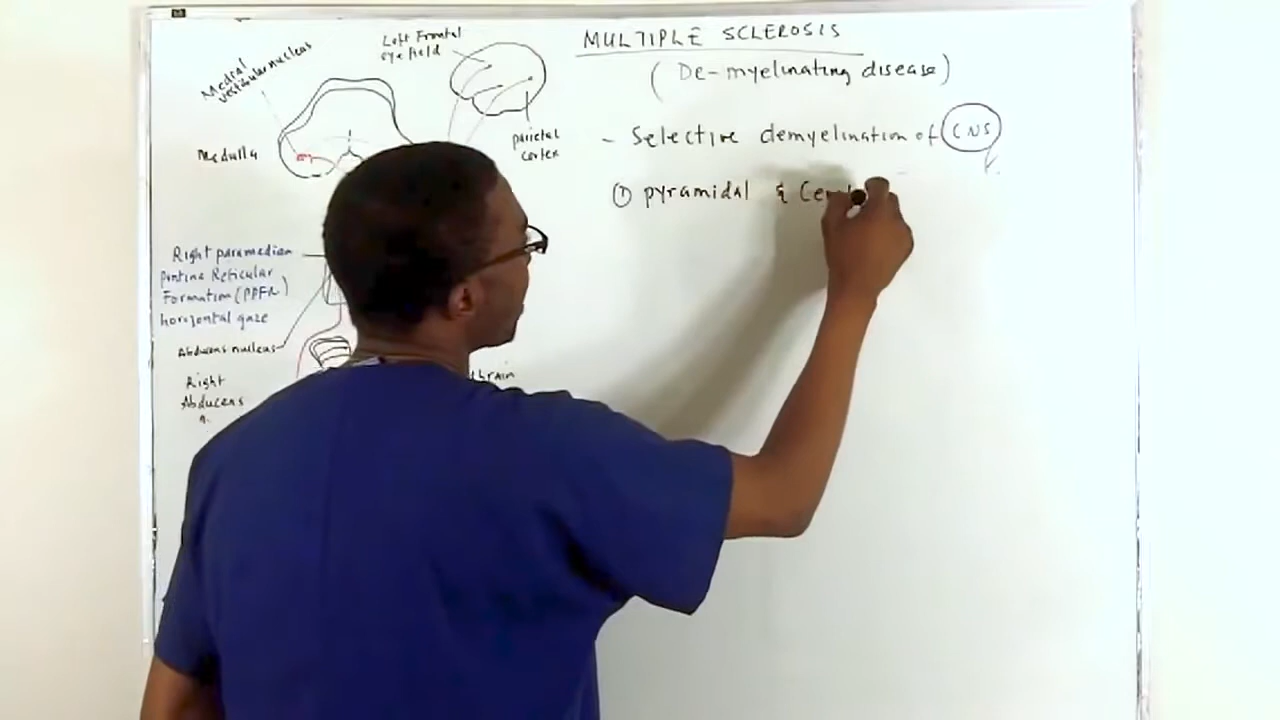 Medial
vestibular nucleus
Left Frontal
eye field
parietal
cortex
Medulla
Right paramedian
pontine Reticular
Formation (PPFR)
horizontal gaze
Abducens nucleus
Right
Abducens
n.
MULTIPLE SCLEROSIS
(De-myelinating disease)
- Selective demyelination of CNS
① pyramidal &